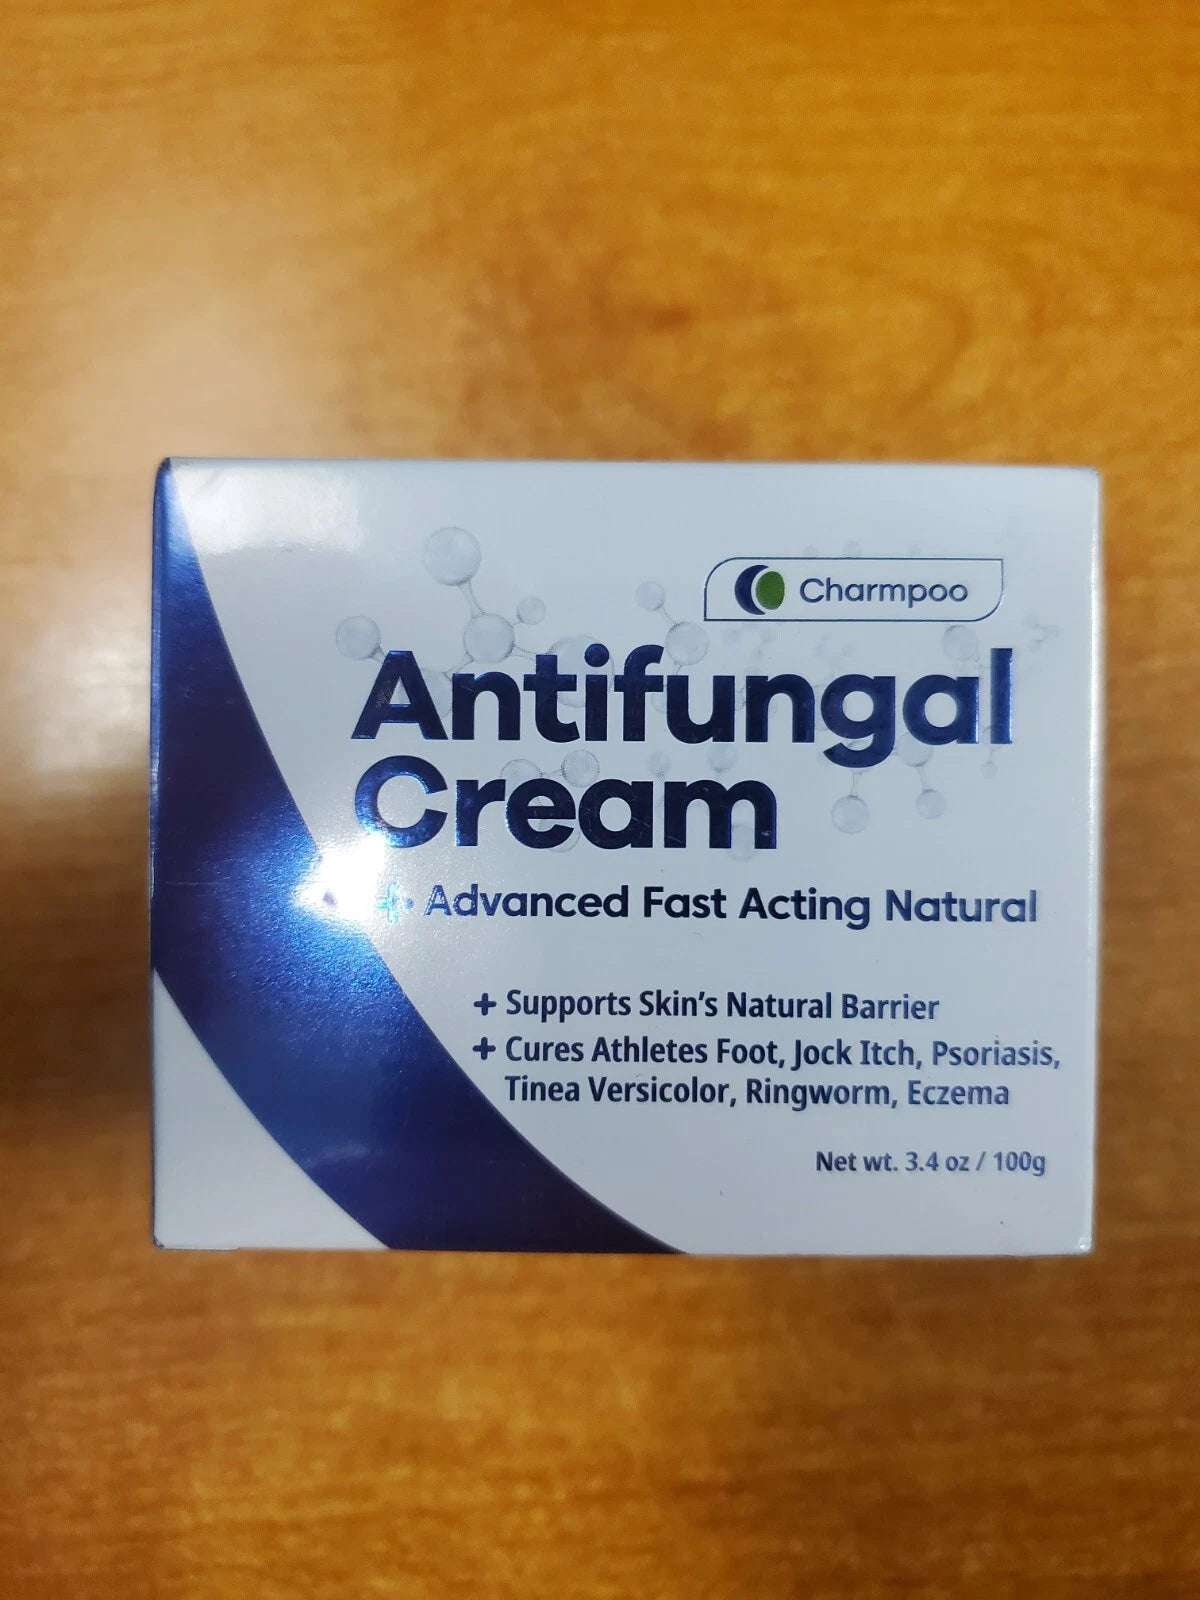 Charmpoo
Antifungal
Cream
+ Advanced Fast Acting Natural
+ Supports Skin's Natural Barrier
+ Cures Athletes Foot, Jock Itch, Psoriasis,
Tinea Versicolor, Ringworm, Eczema
Net wt. 3.4 oz / 100g